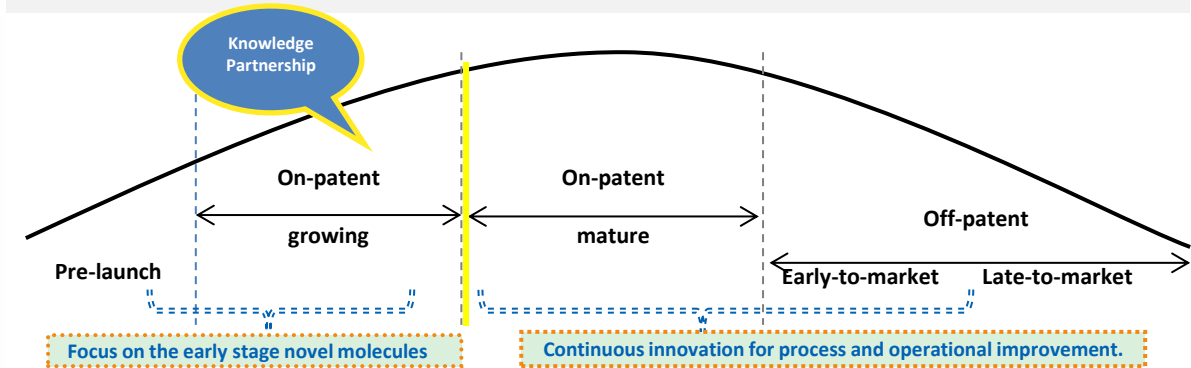 Knowledge
Partnership
On-patent
growing
On-patent
mature
Off-patent
Pre-launch
Early-to-market
Late-to-market
Focus on the early stage novel molecules
Continuous innovation for process and operational improvement.